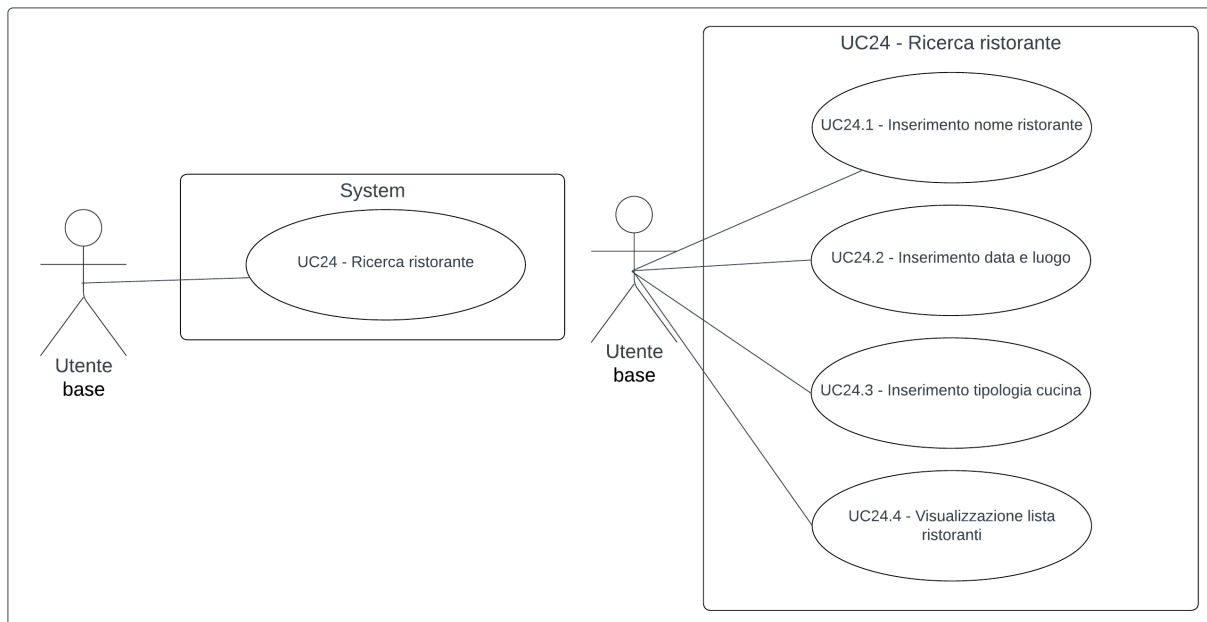 System
UC24 - Ricerca ristorante
Utente
base
UC24 - Ricerca ristorante
UC24.1 - Inserimento nome ristorante
UC24.2 - Inserimento data e luogo
UC24.3 - Inserimento tipologia cucina
UC24.4 - Visualizzazione lista
ristoranti
Utente
base